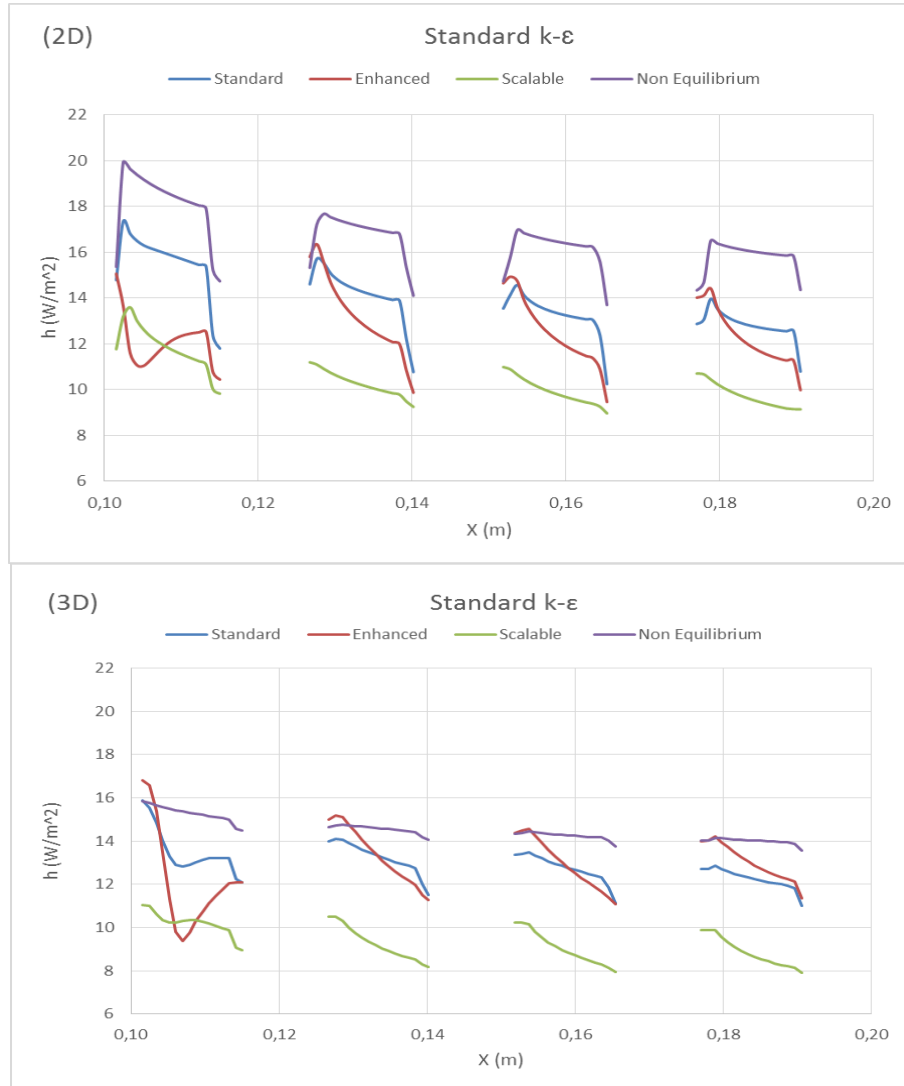 (2D) Standard k-ε
Standard Enhanced Scalable Non Equilibrium
h (W/m^2)
22
20
18
16
14
12
10
8
6
0,10 0,12 0,14 0,16 0,18 0,20
X (m)
(3D) Standard k-ε
Standard Enhanced Scalable Non Equilibrium
h (W/m^2)
22
20
18
16
14
12
10
8
6
0,10 0,12 0,14 0,16 0,18 0,20
X (m)